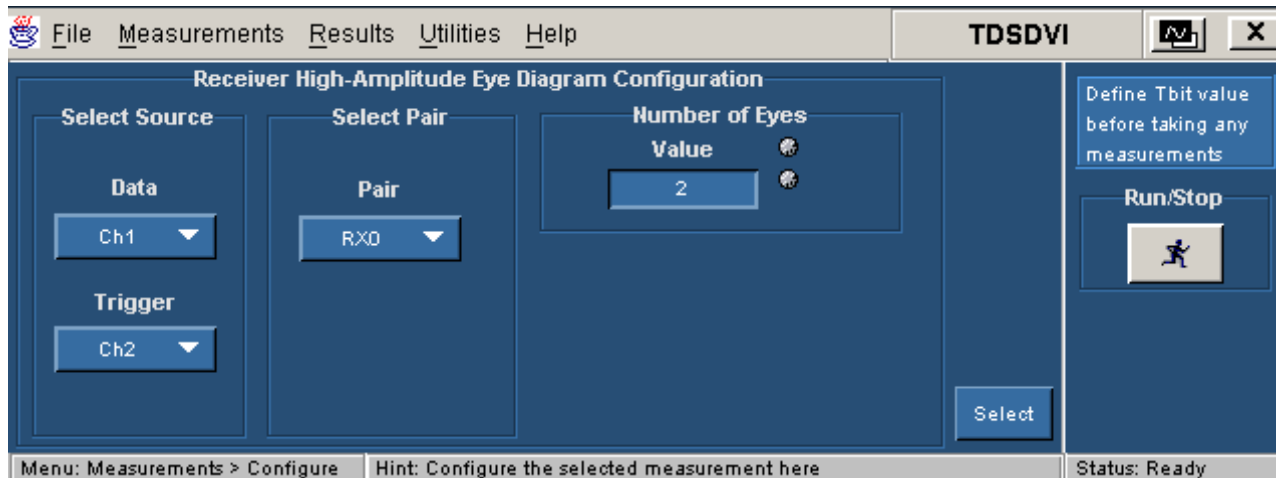 File Measurements Results Utilities Help
TDSDVI
Receiver High-Amplitude Eye Diagram Configuration
Select Source
Data
Ch1
Trigger
Ch2
Select Pair
Pair
RX0
Number of Eyes
Value
2
Select
Define Tbit value
before taking any
measurements
Run/Stop
Menu: Measurements > Configure
Hint: Configure the selected measurement here
Status: Ready